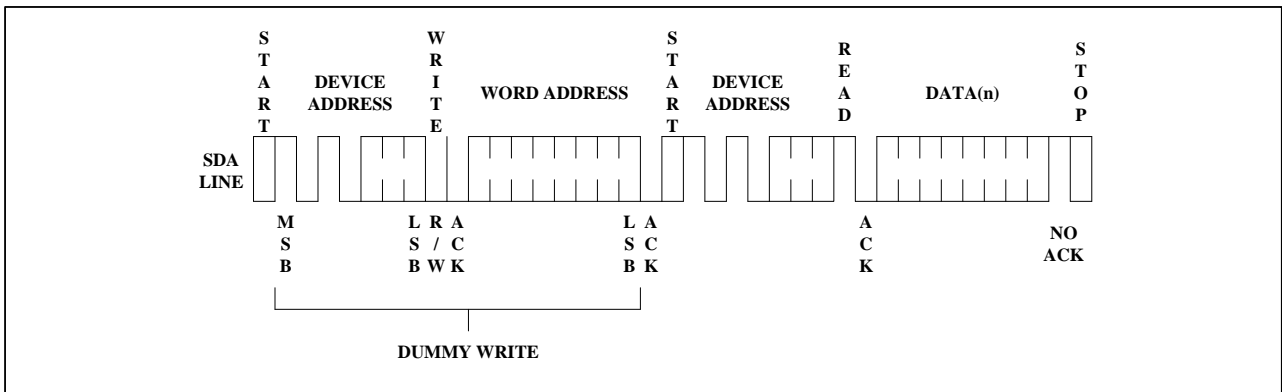 START
DEVICE
ADDRESS
WRITE
WORD ADDRESS
START
DEVICE
ADDRESS
READ
DATA(n)
STOP
SDA
LINE
MSB
LSB
R/W
ACK
LSB
ACK
ACK
NO
ACK
DUMMY WRITE